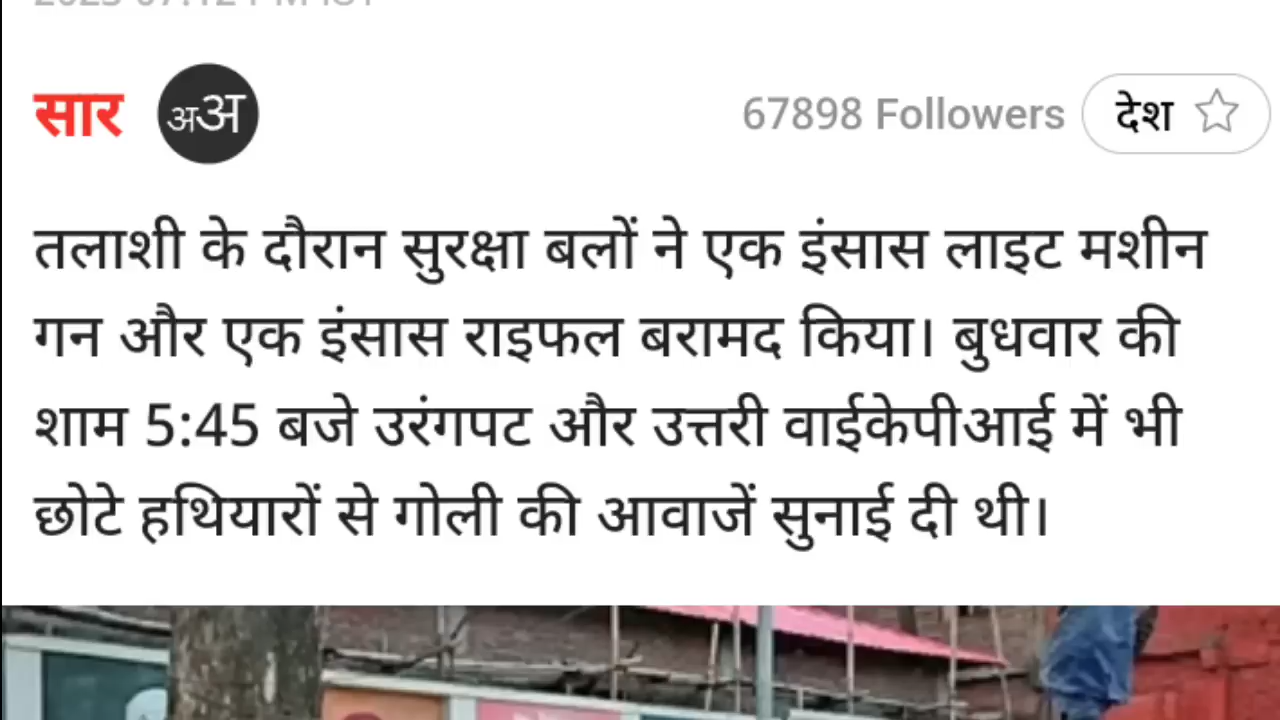 सार अअ 67898 Followers देश
तलाशी के दौरान सुरक्षा बलों ने एक इंसास लाइट मशीन
गन और एक इंसास राइफल बरामद किया। बुधवार की
शाम 5:45 बजे उरंगपट और उत्तरी वाईकेपीआई में भी
छोटे हथियारों से गोली की आवाजें सुनाई दी थी।